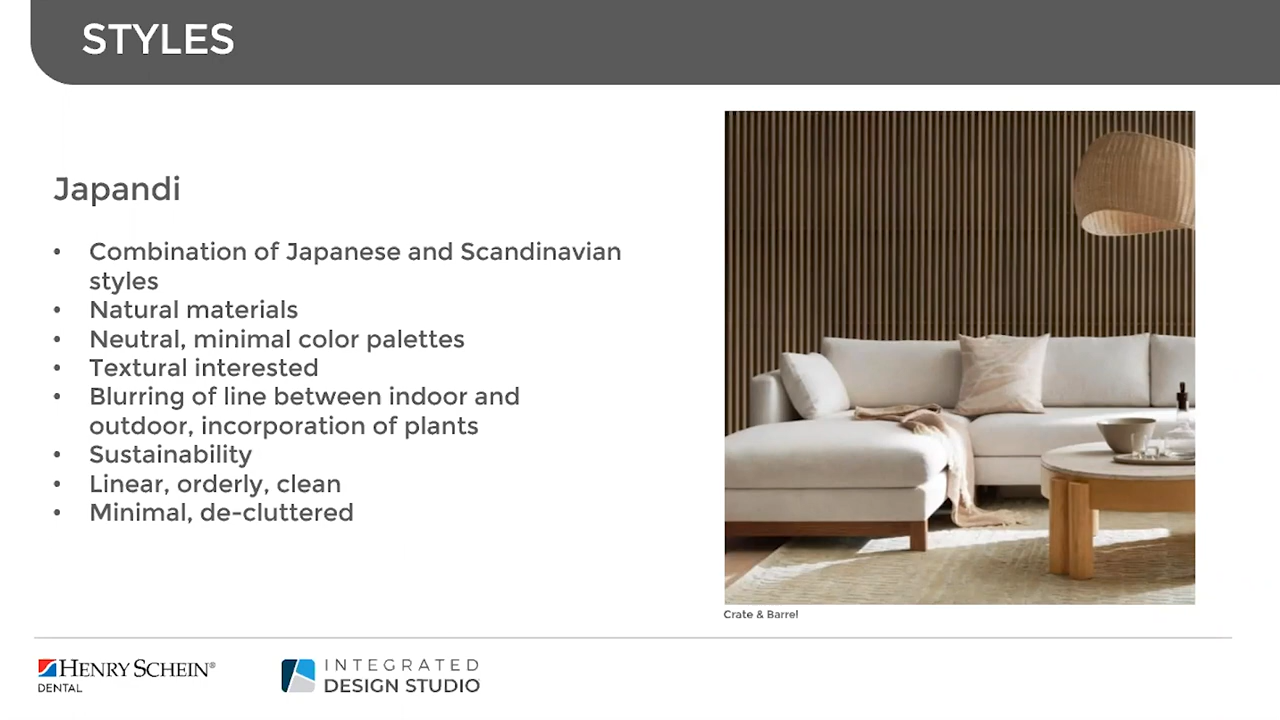 STYLES
Japandi
• Combination of Japanese and Scandinavian
styles
• Natural materials
• Neutral, minimal color palettes
• Textural interested
• Blurring of line between indoor and
outdoor, incorporation of plants
• Sustainability
• Linear, orderly, clean
• Minimal, de-cluttered
Crate & Barrel
HENRY SCHEIN®
DENTAL
INTEGRATED
DESIGN STUDIO